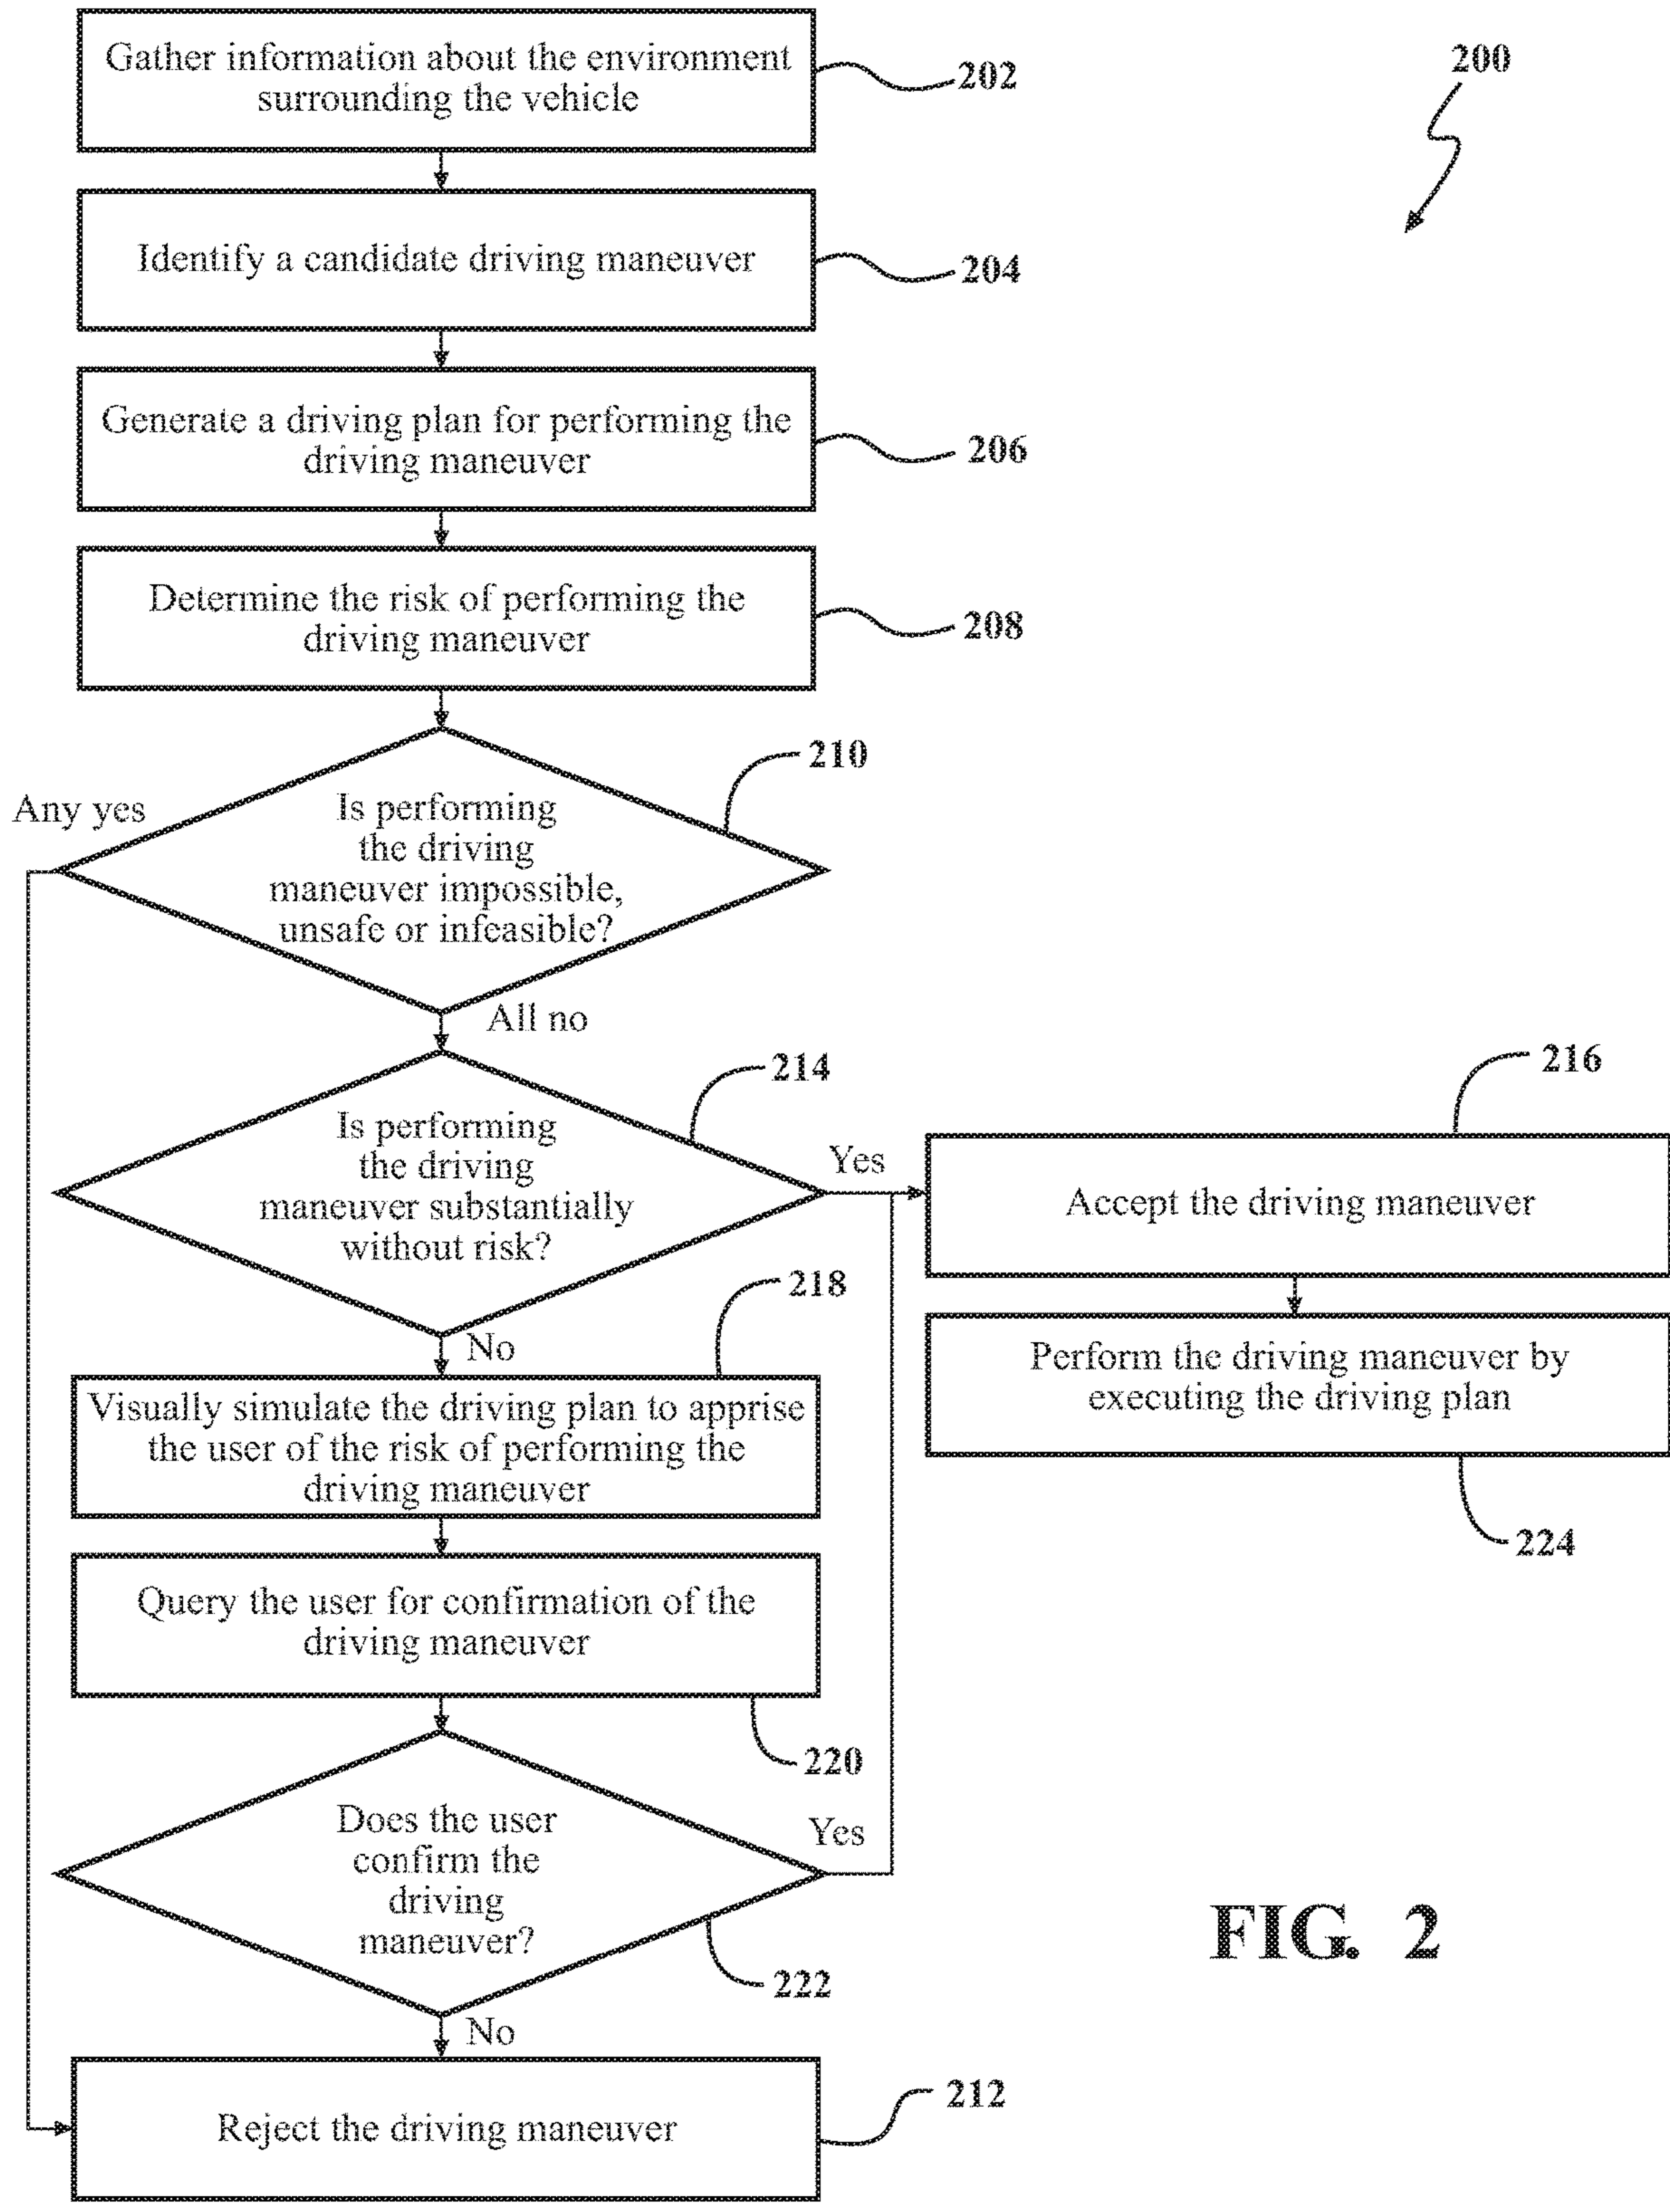 Gather information about the environment
surrounding the vehicle
202
200
Identify a candidate driving maneuver
204
Generate a driving plan for performing the
driving maneuver
206
Determine the risk of performing the
driving maneuver
208
210
Any yes
Is performing
the driving
maneuver impossible,
unsafe or infeasible?
All no
214
216
Is performing
the driving
maneuver substantially
without risk?
Yes
Accept the driving maneuver
218
No
Visually simulate the driving plan to apprise
the user of the risk of performing the
driving maneuver
Perform the driving maneuver by
executing the driving plan
224
Query the user for confirmation of the
driving maneuver
220
Does the user
confirm the
driving
maneuver?
Yes
222
FIG. 2
No
Reject the driving maneuver
212